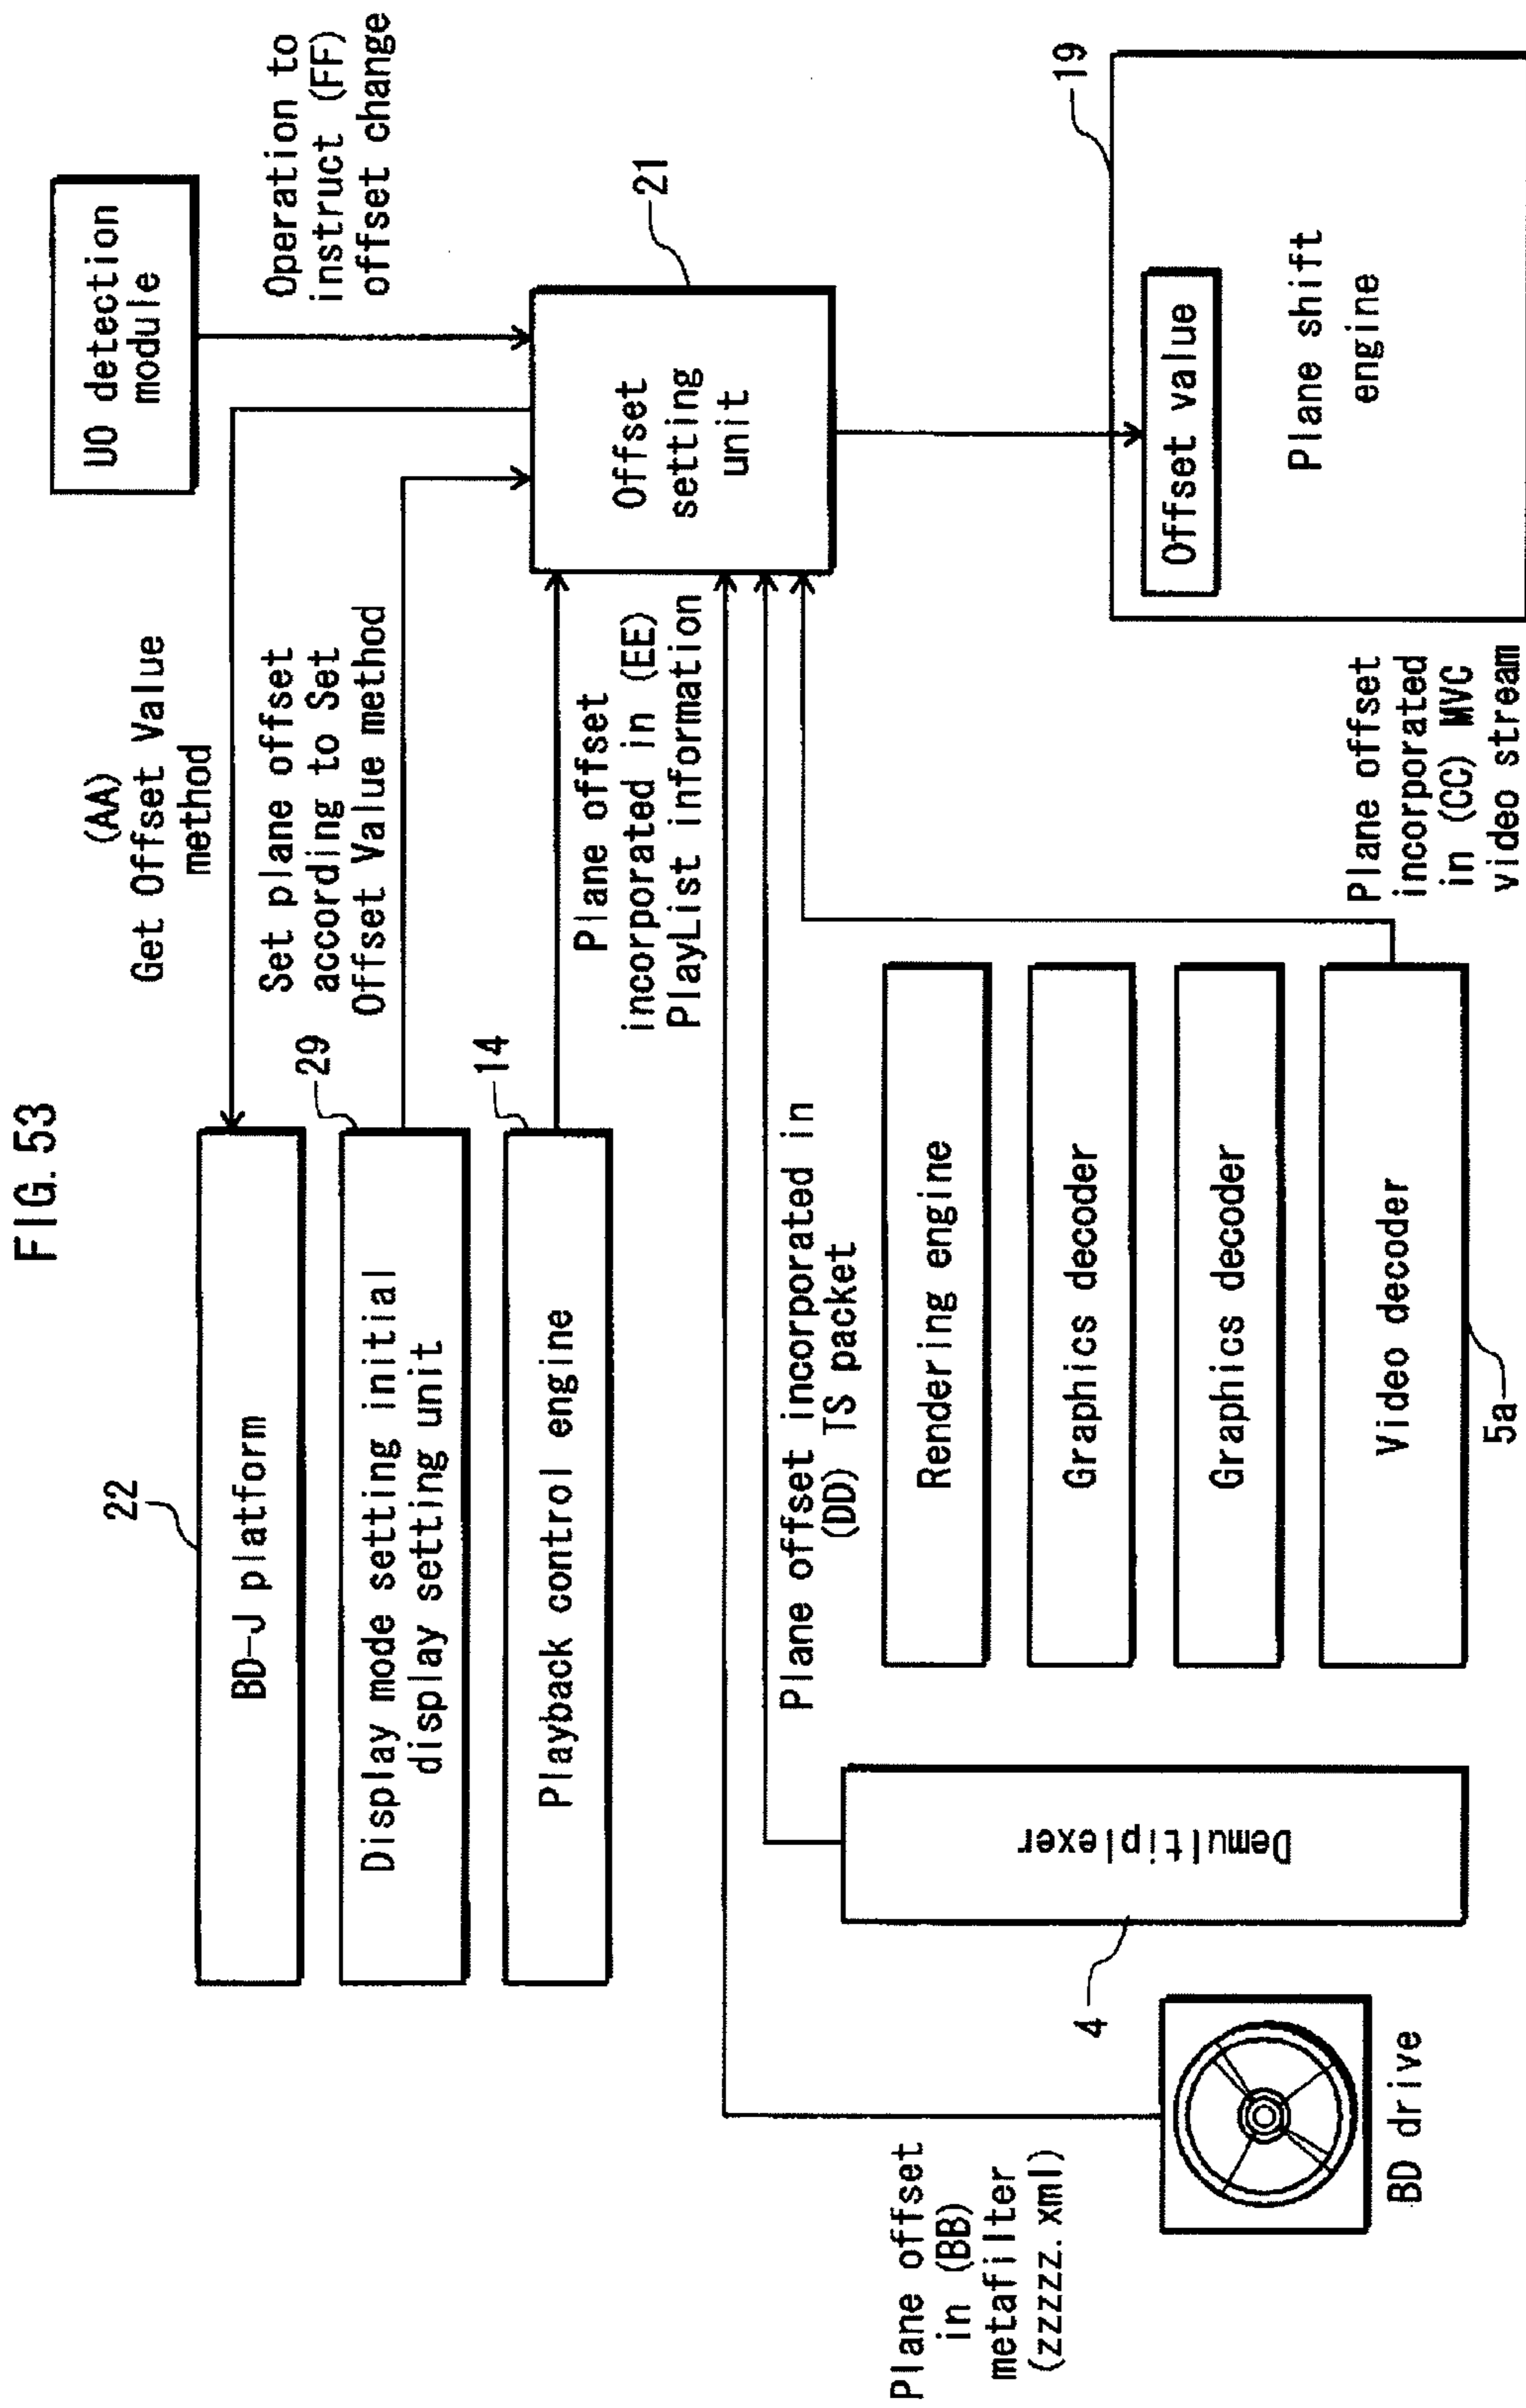 FIG. 53
22
BD-J platform
29
Display mode setting initial
display setting unit
14
Playback control engine
(AA)
Get Offset Value
method
Set plane offset
according to Set
Offset Value method
Plane offset
incorporated in (EE)
PlayList information
UO detection
module
Operation to
instruct (FF)
offset change
21
Offset
setting
unit
Plane offset
in (BB)
metafilter
(zzzzz.xml)
BD drive
4
Demultiplexer
Plane offset incorporated in
(DD) TS packet
Rendering engine
Graphics decoder
Graphics decoder
Video decoder
5a
Plane offset
incorporated
in (CC) MVC
video stream
19
Offset value
Plane shift
engine